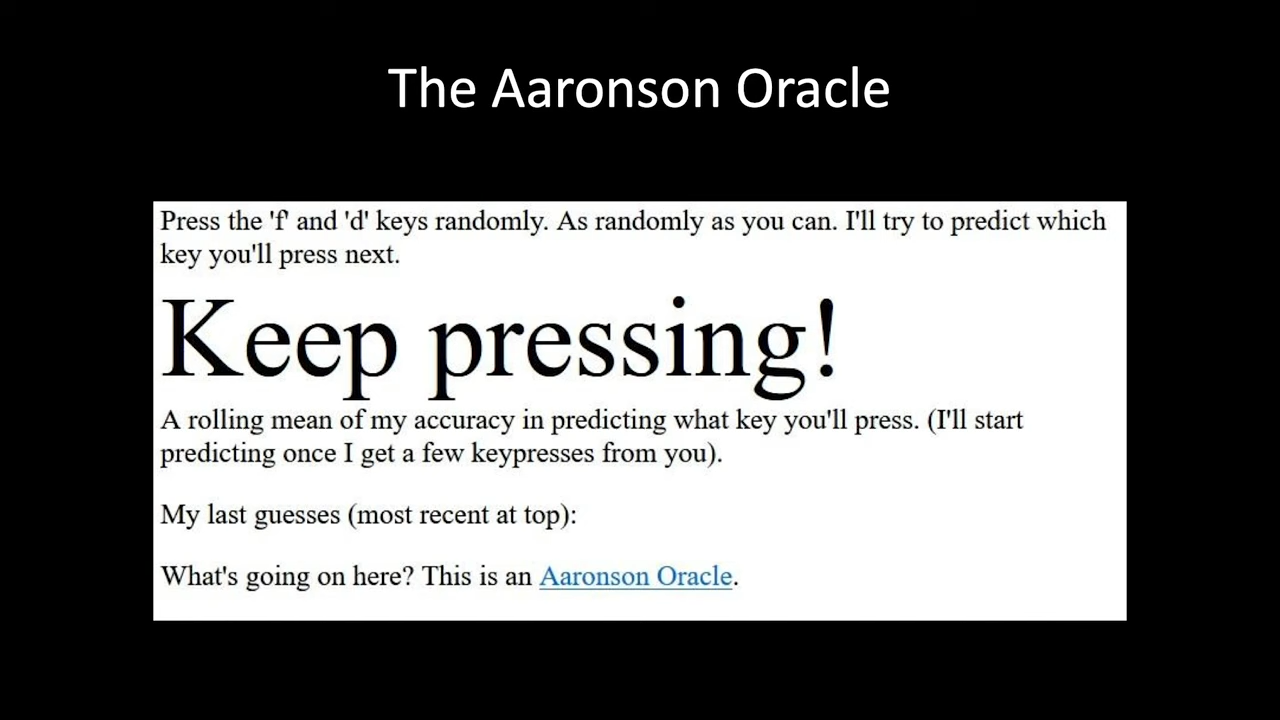 The Aaronson Oracle
Press the 'f' and 'd' keys randomly. As randomly as you can. I'll try to predict which
key you'll press next.
Keep pressing!
A rolling mean of my accuracy in predicting what key you'll press. (I'll start
predicting once I get a few keypresses from you).
My last guesses (most recent at top):
What's going on here? This is an Aaronson Oracle.